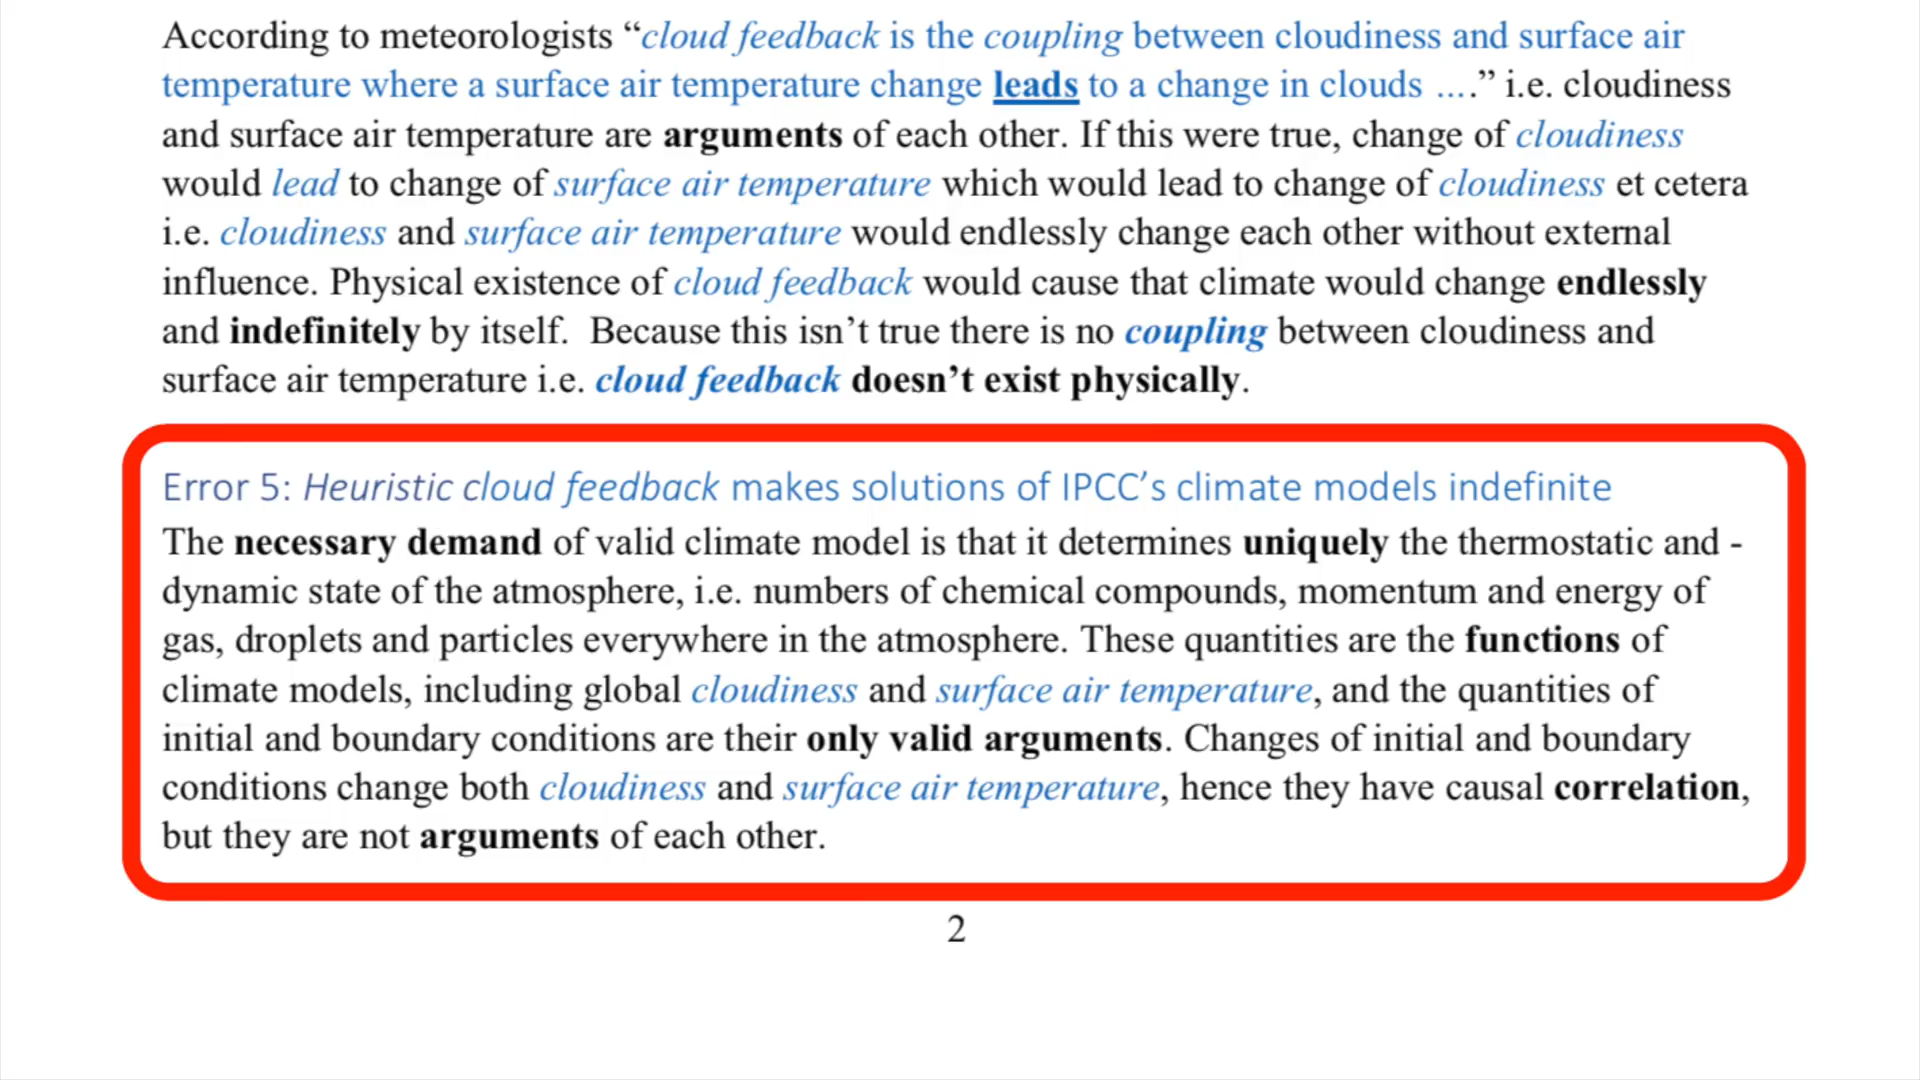 According to meteorologists “cloud feedback is the coupling between cloudiness and surface air
temperature where a surface air temperature change leads to a change in clouds ....” i.e. cloudiness
and surface air temperature are arguments of each other. If this were true, change of cloudiness
would lead to change of surface air temperature which would lead to change of cloudiness et cetera
i.e. cloudiness and surface air temperature would endlessly change each other without external
influence. Physical existence of cloud feedback would cause that climate would change endlessly
and indefinitely by itself. Because this isn’t true there is no coupling between cloudiness and
surface air temperature i.e. cloud feedback doesn’t exist physically.
Error 5: Heuristic cloud feedback makes solutions of IPCC’s climate models indefinite
The necessary demand of valid climate model is that it determines uniquely the thermostatic and -
dynamic state of the atmosphere, i.e. numbers of chemical compounds, momentum and energy of
gas, droplets and particles everywhere in the atmosphere. These quantities are the functions of
climate models, including global cloudiness and surface air temperature, and the quantities of
initial and boundary conditions are their only valid arguments. Changes of initial and boundary
conditions change both cloudiness and surface air temperature, hence they have causal correlation,
but they are not arguments of each other.
2